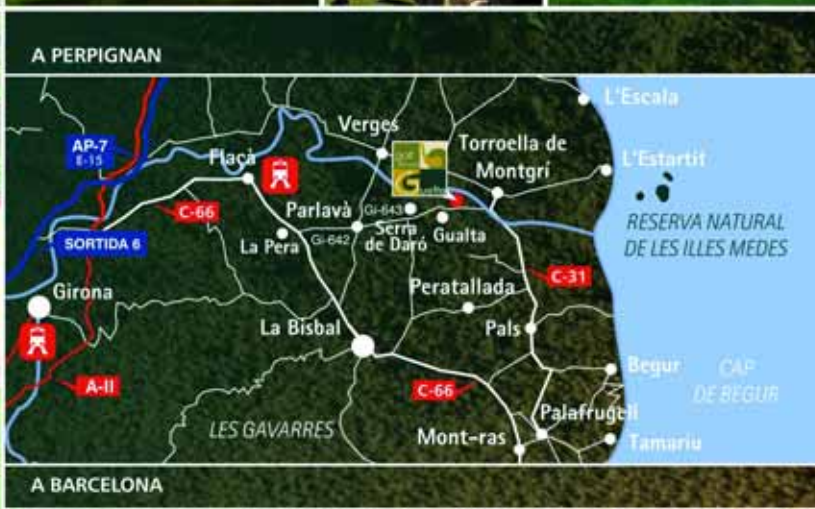 A PERPIGNAN
L'Escala
Verges
AP-7
E-15
Flaçà
golf
Gualta
Torroella de
Montgrí
L'Estartit
C-66
Parlavà
Gi-643
RESERVA NATURAL
DE LES ILLES MEDES
SORTIDA 6
La Pera
Gi-642
Serra
de Daró
Gualta
Girona
Peratallada
C-31
La Bisbal
Pals
A-II
C-66
Begur
CAP
DE BEGUR
LES GAVARRES
Palafrugell
Mont-ras
Tamariu
A BARCELONA